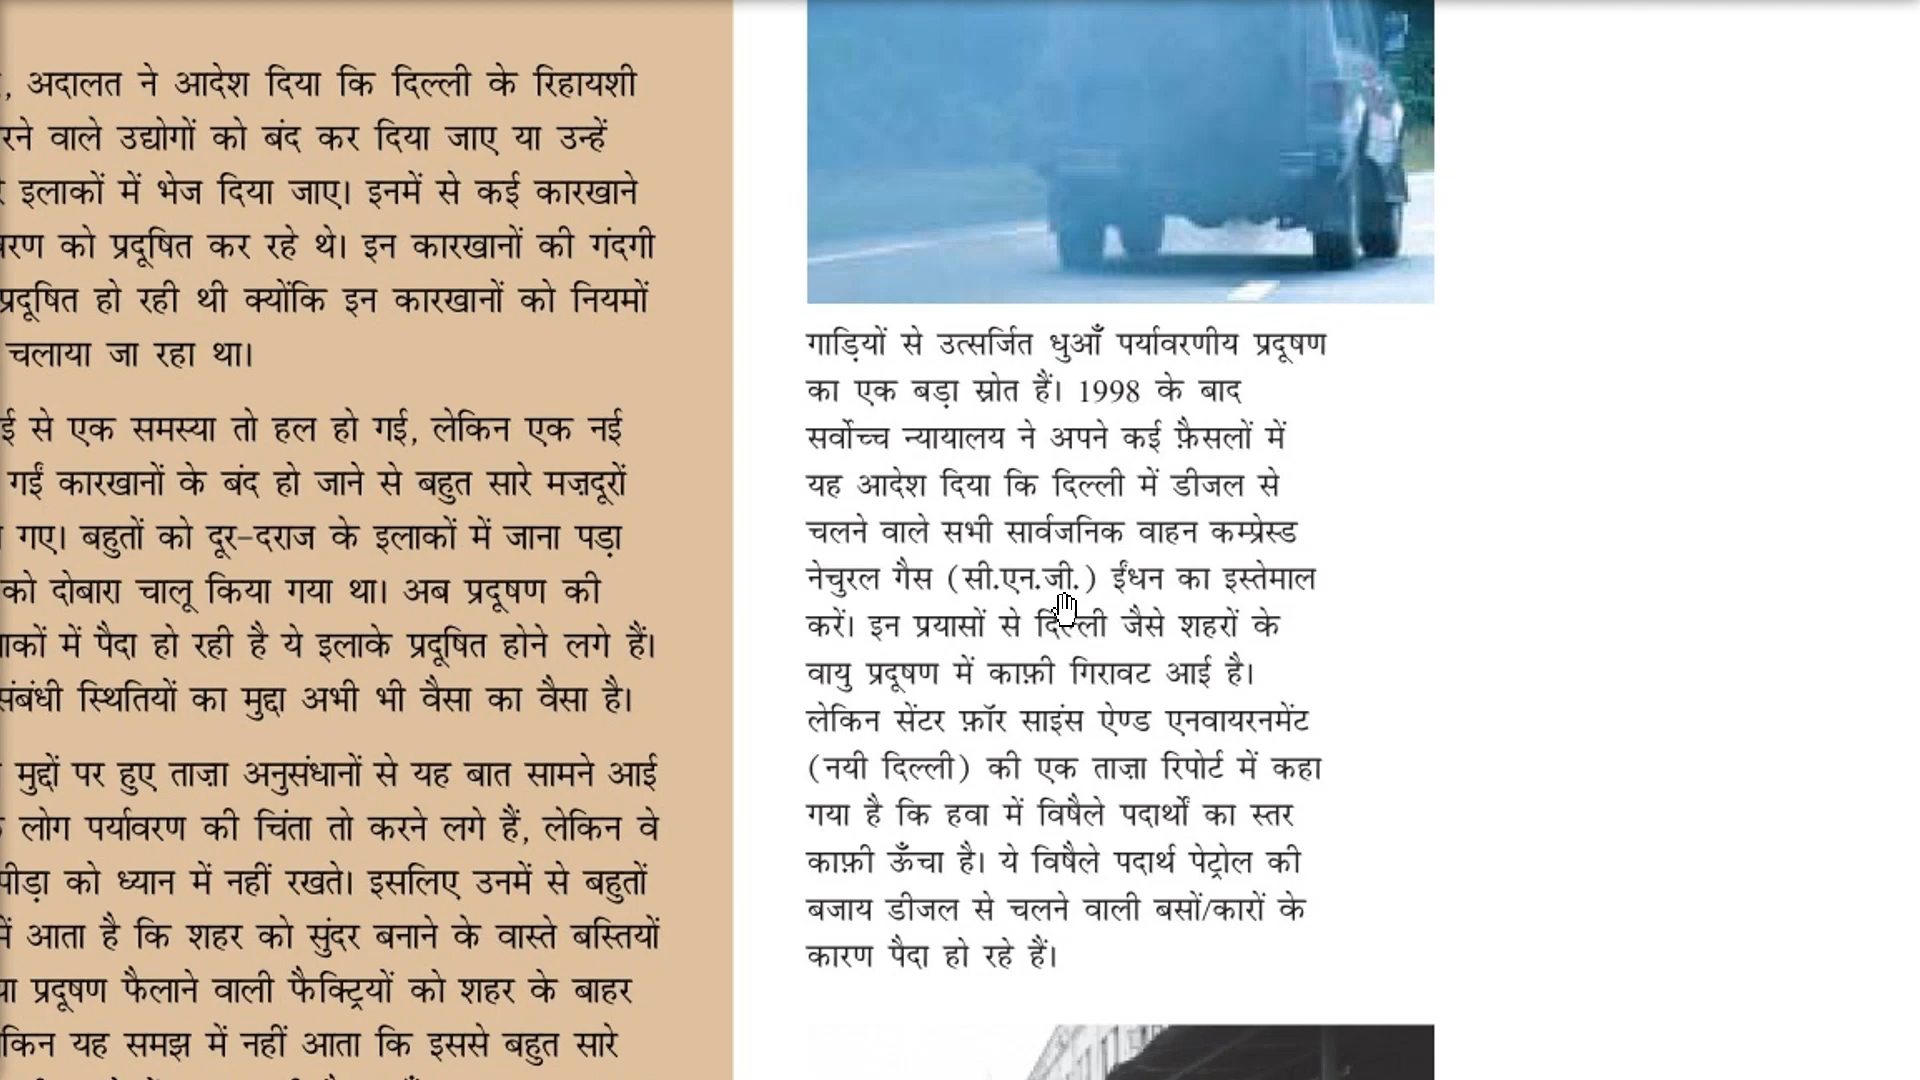 , अदालत ने आदेश दिया कि दिल्ली के रिहायशी
रने वाले उद्योगों को बंद कर दिया जाए या उन्हें
इलाकों में भेज दिया जाए। इनमें से कई कारखाने
को प्रदूषित कर रहे थे। इन कारखानों की गंदगी
प्रदूषित हो रही थी क्योंकि इन कारखानों को नियमों
चलाया जा रहा था।
ई से एक समस्या तो हल हो गई, लेकिन एक नई
गईं कारखानों के बंद हो जाने से बहुत सारे मज़दूरों
गए। बहुतों को दूर-दराज के इलाकों में जाना पड़ा
को दोबारा चालू किया गया था। अब प्रदूषण की
में पैदा हो रही है ये इलाके प्रदूषित होने लगे हैं।
संबंधी स्थितियों का मुद्दा अभी भी वैसा का वैसा है।
मुद्दों पर हुए ताज़ा अनुसंधानों से यह बात सामने आई
लोग पर्यावरण की चिंता तो करने लगे हैं, लेकिन वे
पीड़ा को ध्यान में नहीं रखते। इसलिए उनमें से बहुतों
में आता है कि शहर को सुंदर बनाने के वास्ते बस्तियों
प्रदूषण फैलाने वाली फैक्ट्रियों को शहर के बाहर
किन यह समझ में नहीं आता कि इससे बहुत सारे
गाड़ियों से उत्सर्जित धुआँ पर्यावरणीय प्रदूषण
का एक बड़ा स्रोत हैं। 1998 के बाद
सर्वोच्च न्यायालय ने अपने कई फ़ैसलों में
यह आदेश दिया कि दिल्ली में डीजल से
चलने वाले सभी सार्वजनिक वाहन कम्प्रेस्ड
नेचुरल गैस (सी.एन.जी.) ईंधन का इस्तेमाल
करें। इन प्रयासों से दिल्ली जैसे शहरों के
वायु प्रदूषण में काफ़ी गिरावट आई है।
लेकिन सेंटर फ़ॉर साइंस ऐण्ड एनवायरनमेंट
(नयी दिल्ली) की एक ताज़ा रिपोर्ट में कहा
गया है कि हवा में विषैले पदार्थों का स्तर
काफ़ी ऊँचा है। ये विषैले पदार्थ पेट्रोल की
बजाय डीजल से चलने वाली बसों/कारों के
कारण पैदा हो रहे हैं।